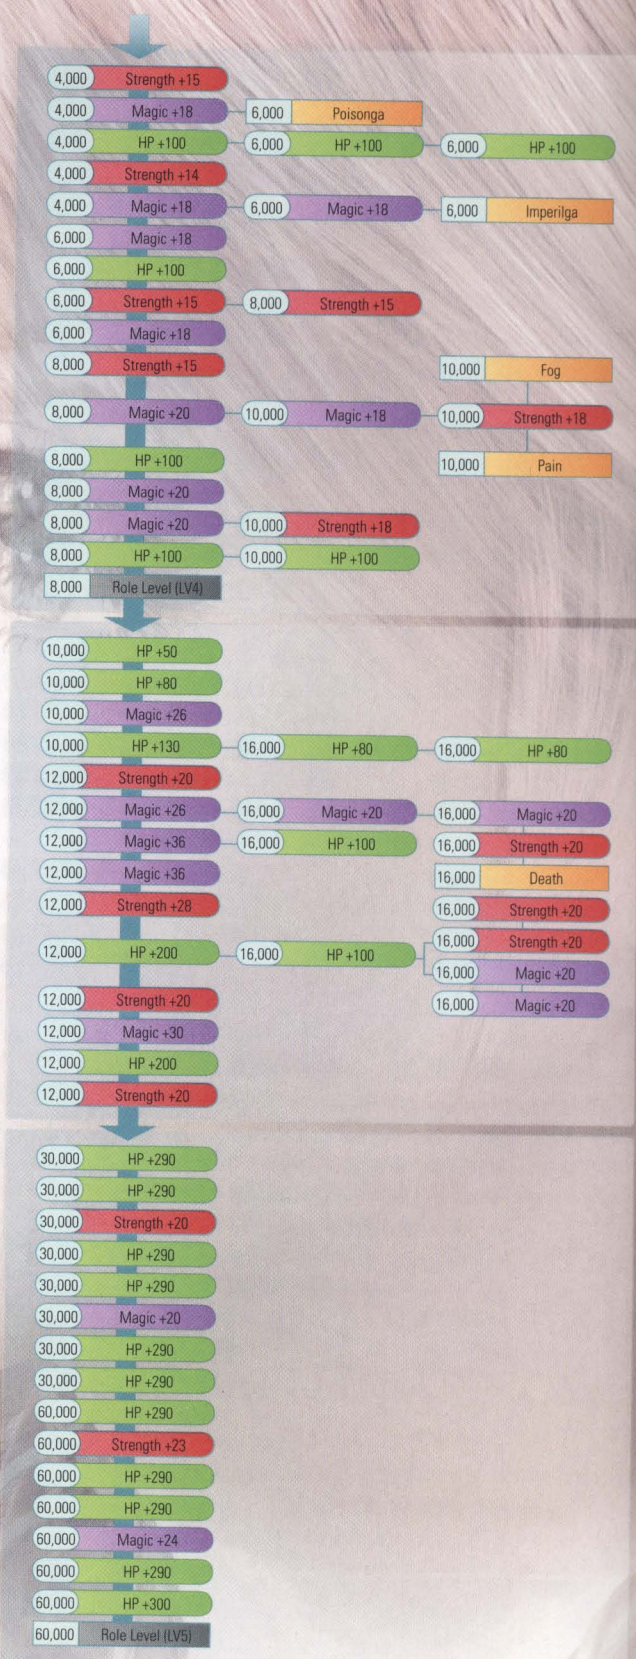 4,000 Strength +15
4,000 Magic +18 6,000 Poisonga
4,000 HP +100 6,000 HP +100 6,000 HP +100
4,000 Strength +14
4,000 Magic +18 6,000 Magic +18 6,000 Imperilga
6,000 Magic +18
6,000 HP +100
6,000 Strength +15 8,000 Strength +15
6,000 Magic +18
8,000 Strength +15 10,000 Fog
8,000 Magic +20 10,000 Magic +18 10,000 Strength +18
8,000 HP +100 10,000 Pain
8,000 Magic +20
8,000 Magic +20 10,000 Strength +18
8,000 HP +100 10,000 HP +100
8,000 Role Level (LV4)
10,000 HP +50
10,000 HP +80
10,000 Magic +26
10,000 HP +130 16,000 HP +80 16,000 HP +80
12,000 Strength +20
12,000 Magic +26 16,000 Magic +20 16,000 Magic +20
12,000 Magic +36 16,000 HP +100 16,000 Strength +20
12,000 Magic +36 16,000 Death
12,000 Strength +28 16,000 Strength +20
16,000 Strength +20
12,000 HP +200 16,000 HP +100
16,000 Magic +20
12,000 Strength +20 16,000 Magic +20
12,000 Magic +30
12,000 HP +200
12,000 Strength +20
30,000 HP +290
30,000 HP +290
30,000 Strength +20
30,000 HP +290
30,000 HP +290
30,000 Magic +20
30,000 HP +290
30,000 HP +290
60,000 HP +290
60,000 Strength +23
60,000 HP +290
60,000 HP +290
60,000 Magic +24
60,000 HP +290
60,000 HP +300
60,000 Role Level (LV5)